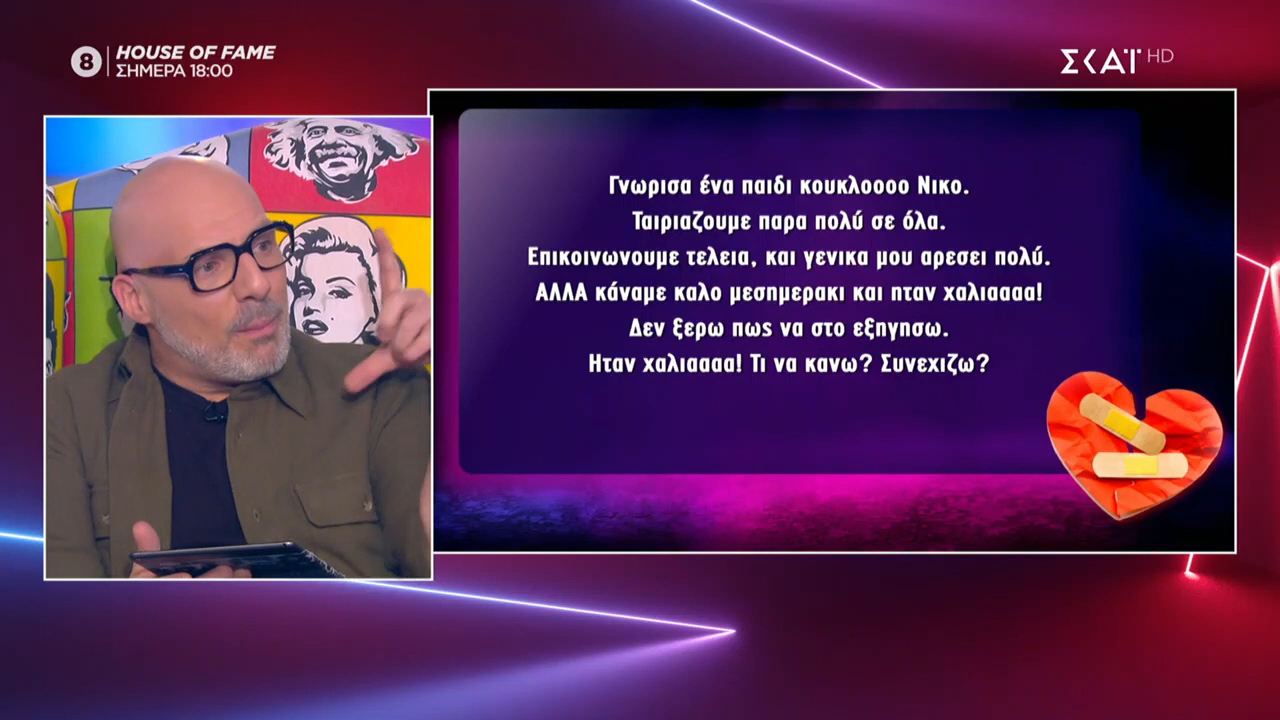 8
HOUSE OF FAME
ΣΗΜΕΡΑ 18:00
ΣΚΑΪ HD
Γνωρισα ένα παιδι κουκλοοοο Νικο.
Ταιριαζουμε παρα πολύ σε όλα.
Επικοινωνουμε τελεια, και γενικα μου αρεσει πολύ.
ΑΛΛΑ κάναμε καλο μεσημερακι και ηταν χαλιαααα!
Δεν ξερω πως να στο εξηγησω.
Ηταν χαλιαααα! Τι να κανω? Συνεχιζω?